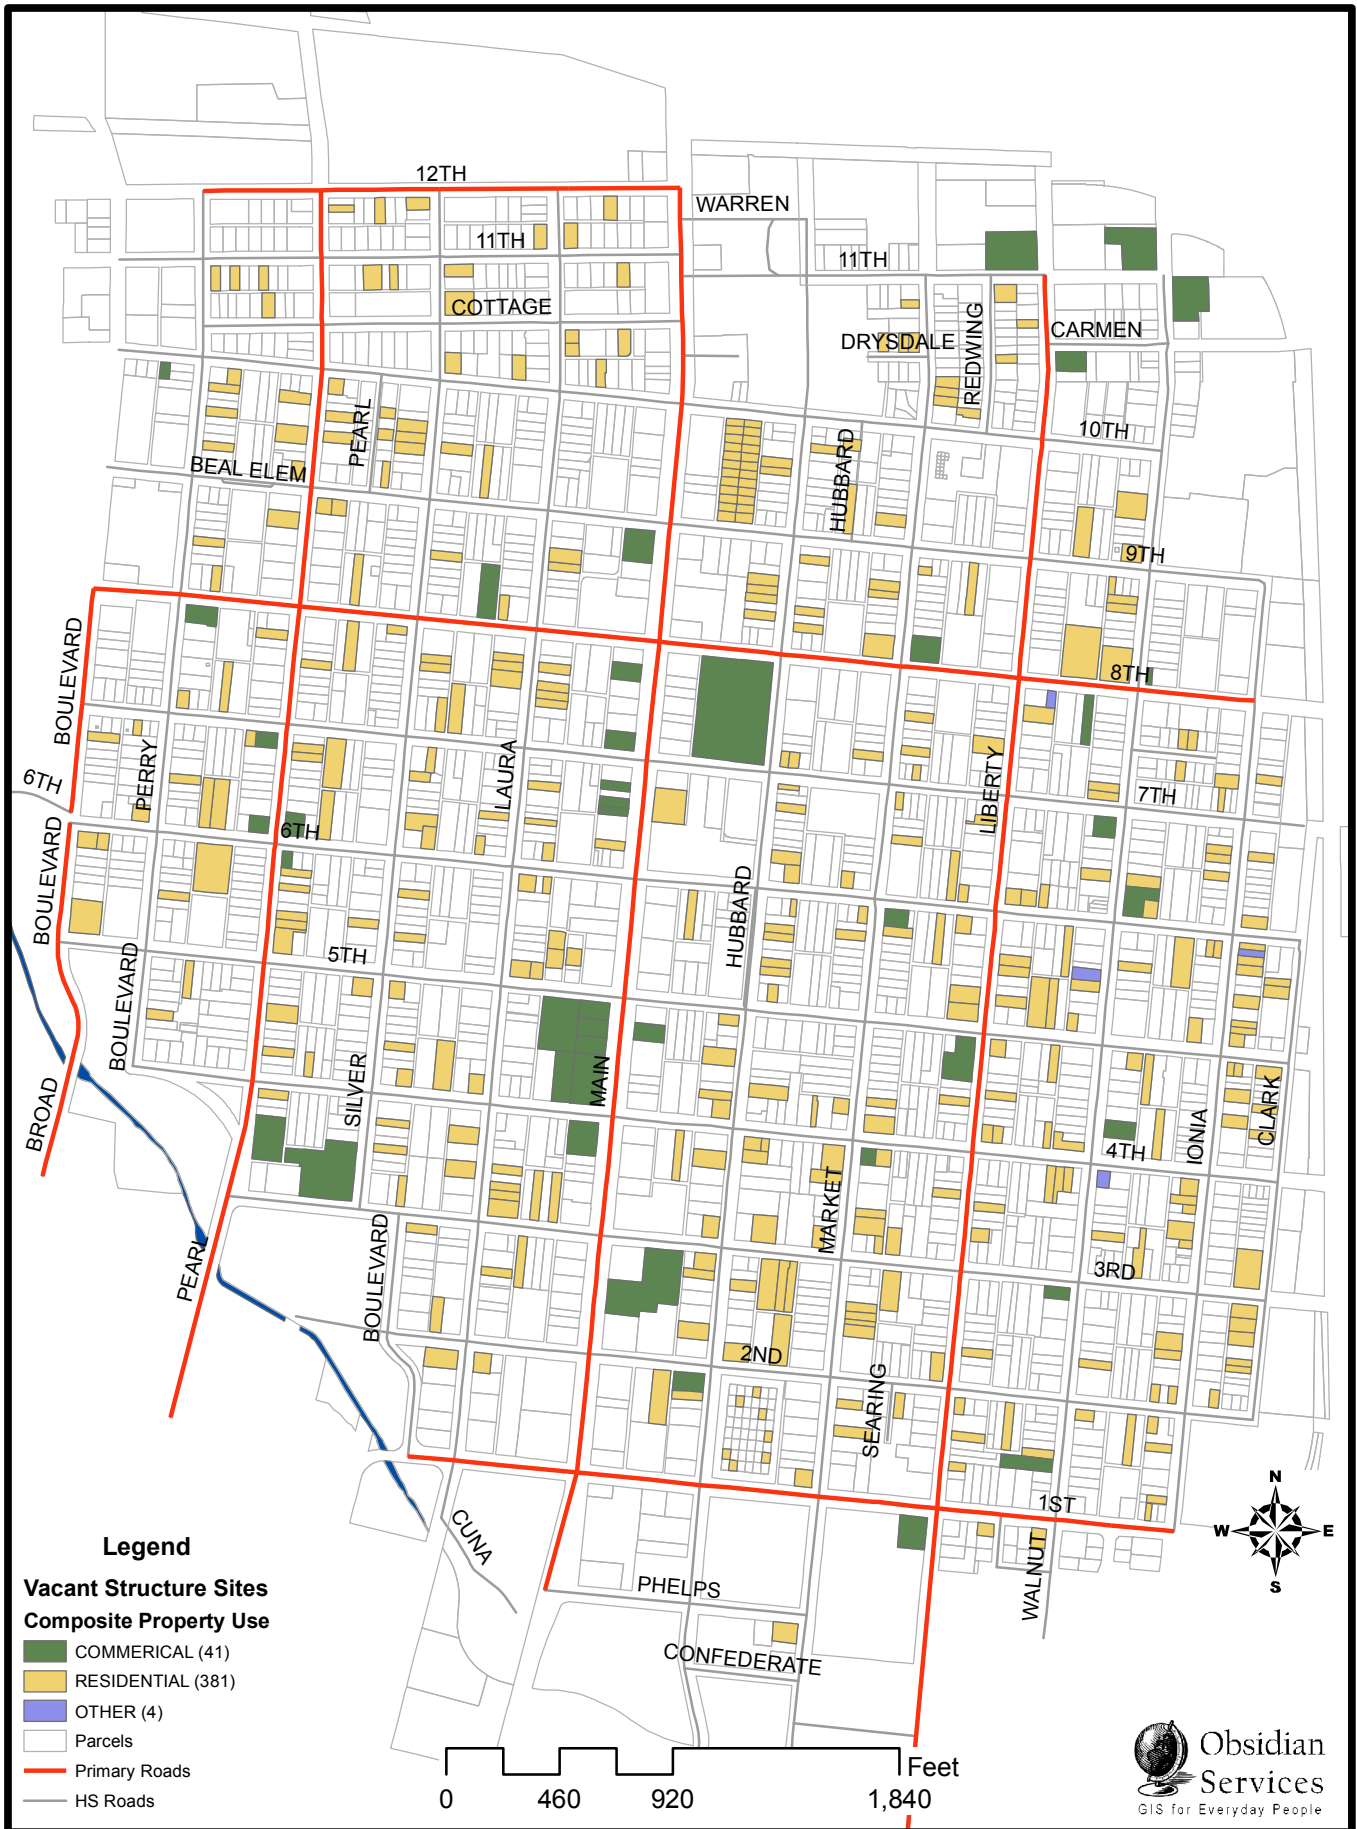 12TH
WARREN
11TH
11TH
COTTAGE
DRYSDALE
REDWING
CARMEN
PEARL
10TH
HUBBARD
BEAL ELEM
9TH
BOULEVARD
8TH
PERRY
LAURA
LIBERTY
6TH
7TH
6TH
BOULEVARD
HUBBARD
BOULEVARD
5TH
SILVER
MAIN
BROAD
CLARK
IONIA
4TH
MARKET
PEARL
BOULEVARD
3RD
2ND
SEARING
1ST
CUNA
WALNUT
PHELPS
CONFEDERATE
N
W E
S
Legend
Vacant Structure Sites
Composite Property Use
COMMERICAL (41)
RESIDENTIAL (381)
OTHER (4)
Parcels
Primary Roads
HS Roads
Feet
0 460 920 1,840
Obsidian
Services
GIS for Everyday People